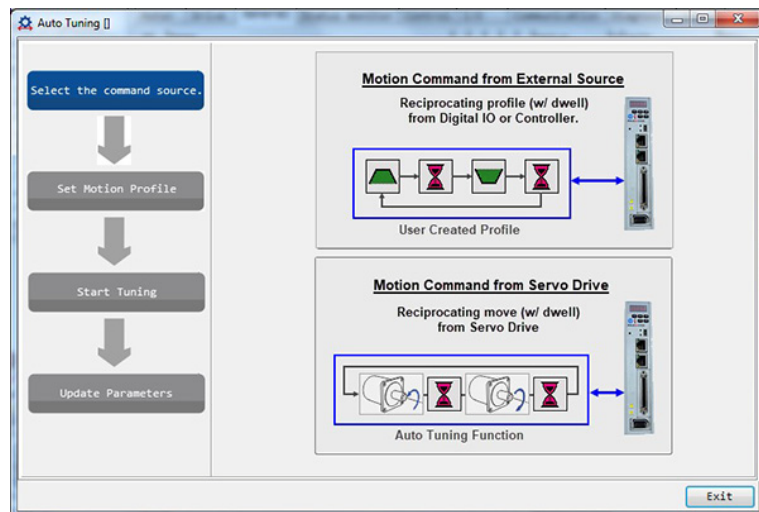 Auto Tuning []
Select the command source.
Set Motion Profile
Start Tuning
Update Parameters
Motion Command from External Source
Reciprocating profile (w/ dwell)
from Digital IO or Controller.
User Created Profile
Motion Command from Servo Drive
Reciprocating move (w/ dwell)
from Servo Drive
Auto Tuning Function
Exit